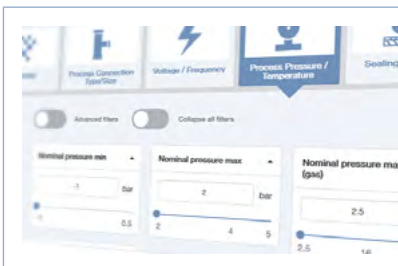 Process Connection
Type/Size
Voltage / Frequency
Process Pressure /
Temperature
Sealing
Advanced filters
Collapse all filters
Nominal pressure min
Nominal pressure max
Nominal pressure ma
(gas)
-1 bar
2 bar
2.5
-1 0.5
2 4 5
2.5 16